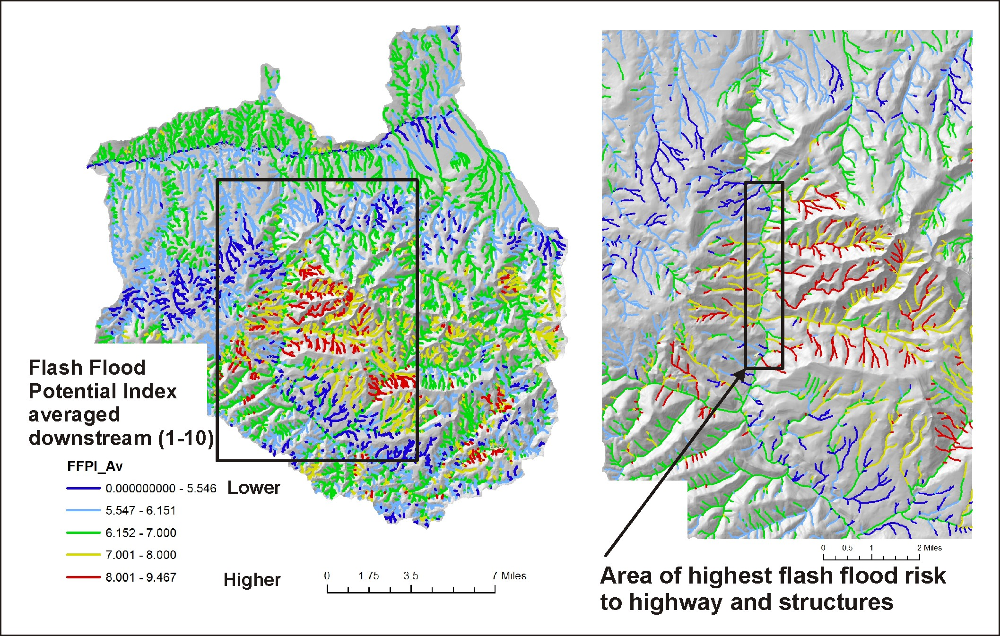 Flash Flood
Potential Index
averaged
downstream (1-10)
FFPI_Av
0.000000000 - 5.546 Lower
5.547 - 6.151
6.152 - 7.000
7.001 - 8.000
8.001 - 9.467 Higher
0 1.75 3.5 7 Miles
0 0.5 1 2 Miles
Area of highest flash flood risk
to highway and structures